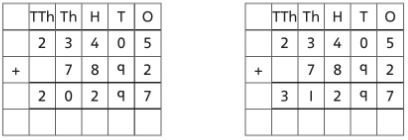 TTh Th H T O
2 3 4 0 5
+ 7 8 9 2
2 0 2 9 7
TTh Th H T O
2 3 4 0 5
+ 7 8 9 2
3 1 2 9 7